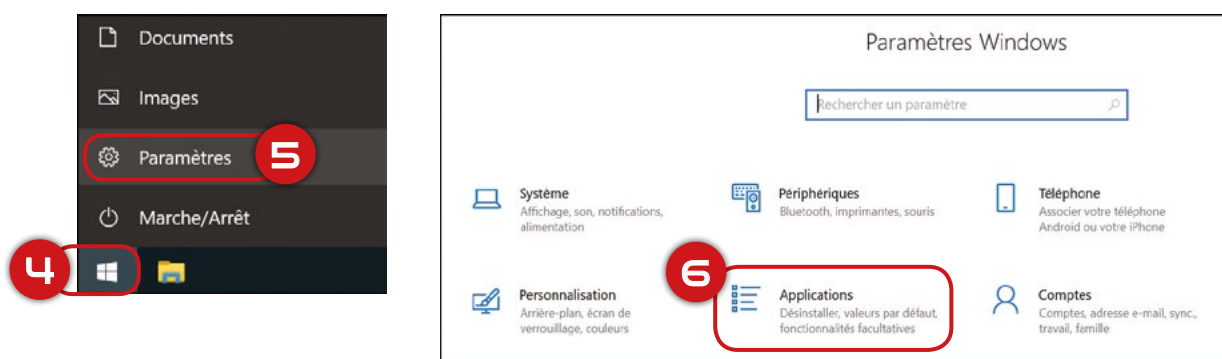 Documents
Images
Paramètres
5
Marche/Arrêt
4
Paramètres Windows
Rechercher un paramètre
Système
Affichage, son, notifications,
alimentation
Périphériques
Bluetooth, imprimantes, souris
Téléphone
Associer votre téléphone
Android ou votre iPhone
Personnalisation
Arrière-plan, écran de
verrouillage, couleurs
6
Applications
Désinstaller, valeurs par défaut,
fonctionnalités facultatives
Comptes
Comptes, adresse e-mail, sync.,
travail, famille